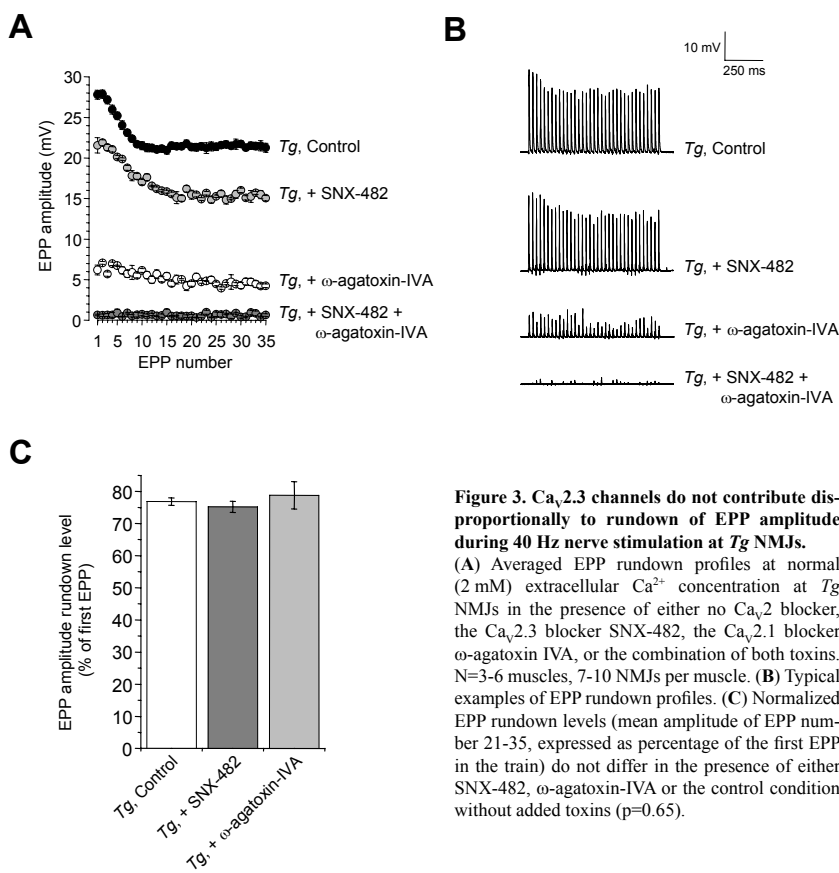 A
30
25
20
15
10
5
0
EPP amplitude (mV)
1 5 10 15 20 25 30 35
EPP number
Tg, Control
Tg, + SNX-482
Tg, + ω-agatoxin-IVA
Tg, + SNX-482 +
ω-agatoxin-IVA
B
10 mV
250 ms
Tg, Control
Tg, + SNX-482
Tg, + ω-agatoxin-IVA
Tg, + SNX-482 +
ω-agatoxin-IVA
C
80
70
60
50
40
30
20
10
0
EPP amplitude rundown level
(% of first EPP)
Tg, Control
Tg, + SNX-482
Tg, + ω-agatoxin-IVA
Figure 3. CaV2.3 channels do not contribute dis-
proportionally to rundown of EPP amplitude
during 40 Hz nerve stimulation at Tg NMJs.
(A) Averaged EPP rundown profiles at normal
(2 mM) extracellular Ca2+ concentration at Tg
NMJs in the presence of either no CaV2 blocker,
the CaV2.3 blocker SNX-482, the CaV2.1 blocker
ω-agatoxin IVA, or the combination of both toxins.
N=3-6 muscles, 7-10 NMJs per muscle. (B) Typical
examples of EPP rundown profiles. (C) Normalized
EPP rundown levels (mean amplitude of EPP num-
ber 21-35, expressed as percentage of the first EPP
in the train) do not differ in the presence of either
SNX-482, ω-agatoxin-IVA or the control condition
without added toxins (p=0.65).